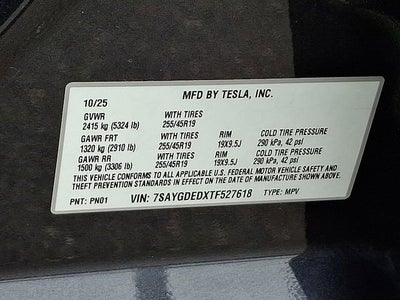 MFD BY TESLA, INC.
10/25
GVWR WITH TIRES
2415 kg (5324 lb) 255/45R19
GAWR FRT WITH TIRES RIM COLD TIRE PRESSURE
1320 kg (2910 lb) 255/45R19 19X9.5J 290 kPa, 42 psi
GAWR RR WITH TIRES RIM COLD TIRE PRESSURE
1500 kg (3306 lb) 255/45R19 19X9.5J 290 kPa, 42 psi
THIS VEHICLE CONFORMS TO ALL APPLICABLE U.S. FEDERAL MOTOR VEHICLE SAFETY AND
THEFT PREVENTION STANDARDS IN EFFECT ON THE DATE OF MANUFACTURE SHOWN ABOVE.
PNT: PN01 VIN: 7SAYGDEDXTF527618 TYPE: MPV